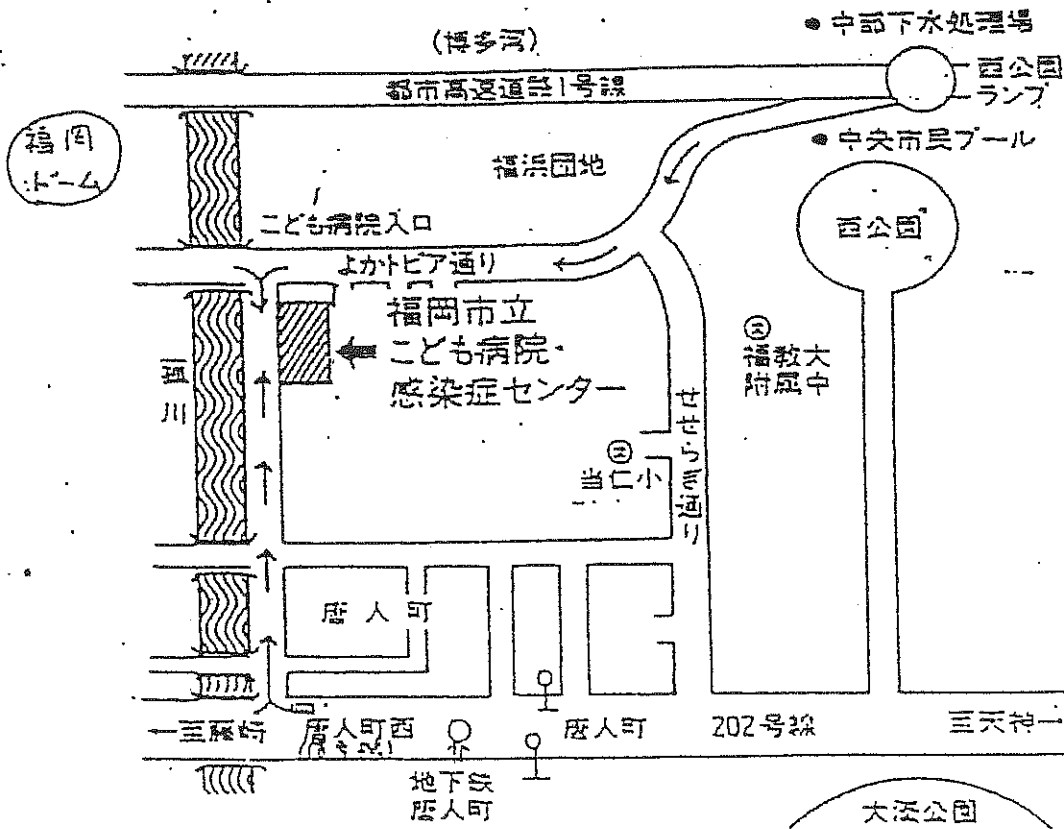 (博多湾)
中部下水処理場
西公園
ランプ
都市高速道路1号線
中央市民プール
福岡
ドーム
福浜団地
西公園
こども病院入口
よかトピア通り
福岡市立
こども病院・
感染症センター
福教大
附属中
川
せせらぎ通り
当仁小
唐人町
←至藤崎
唐人町西
唐人町
202号線
至天神→
地下鉄
唐人町
大濠公園